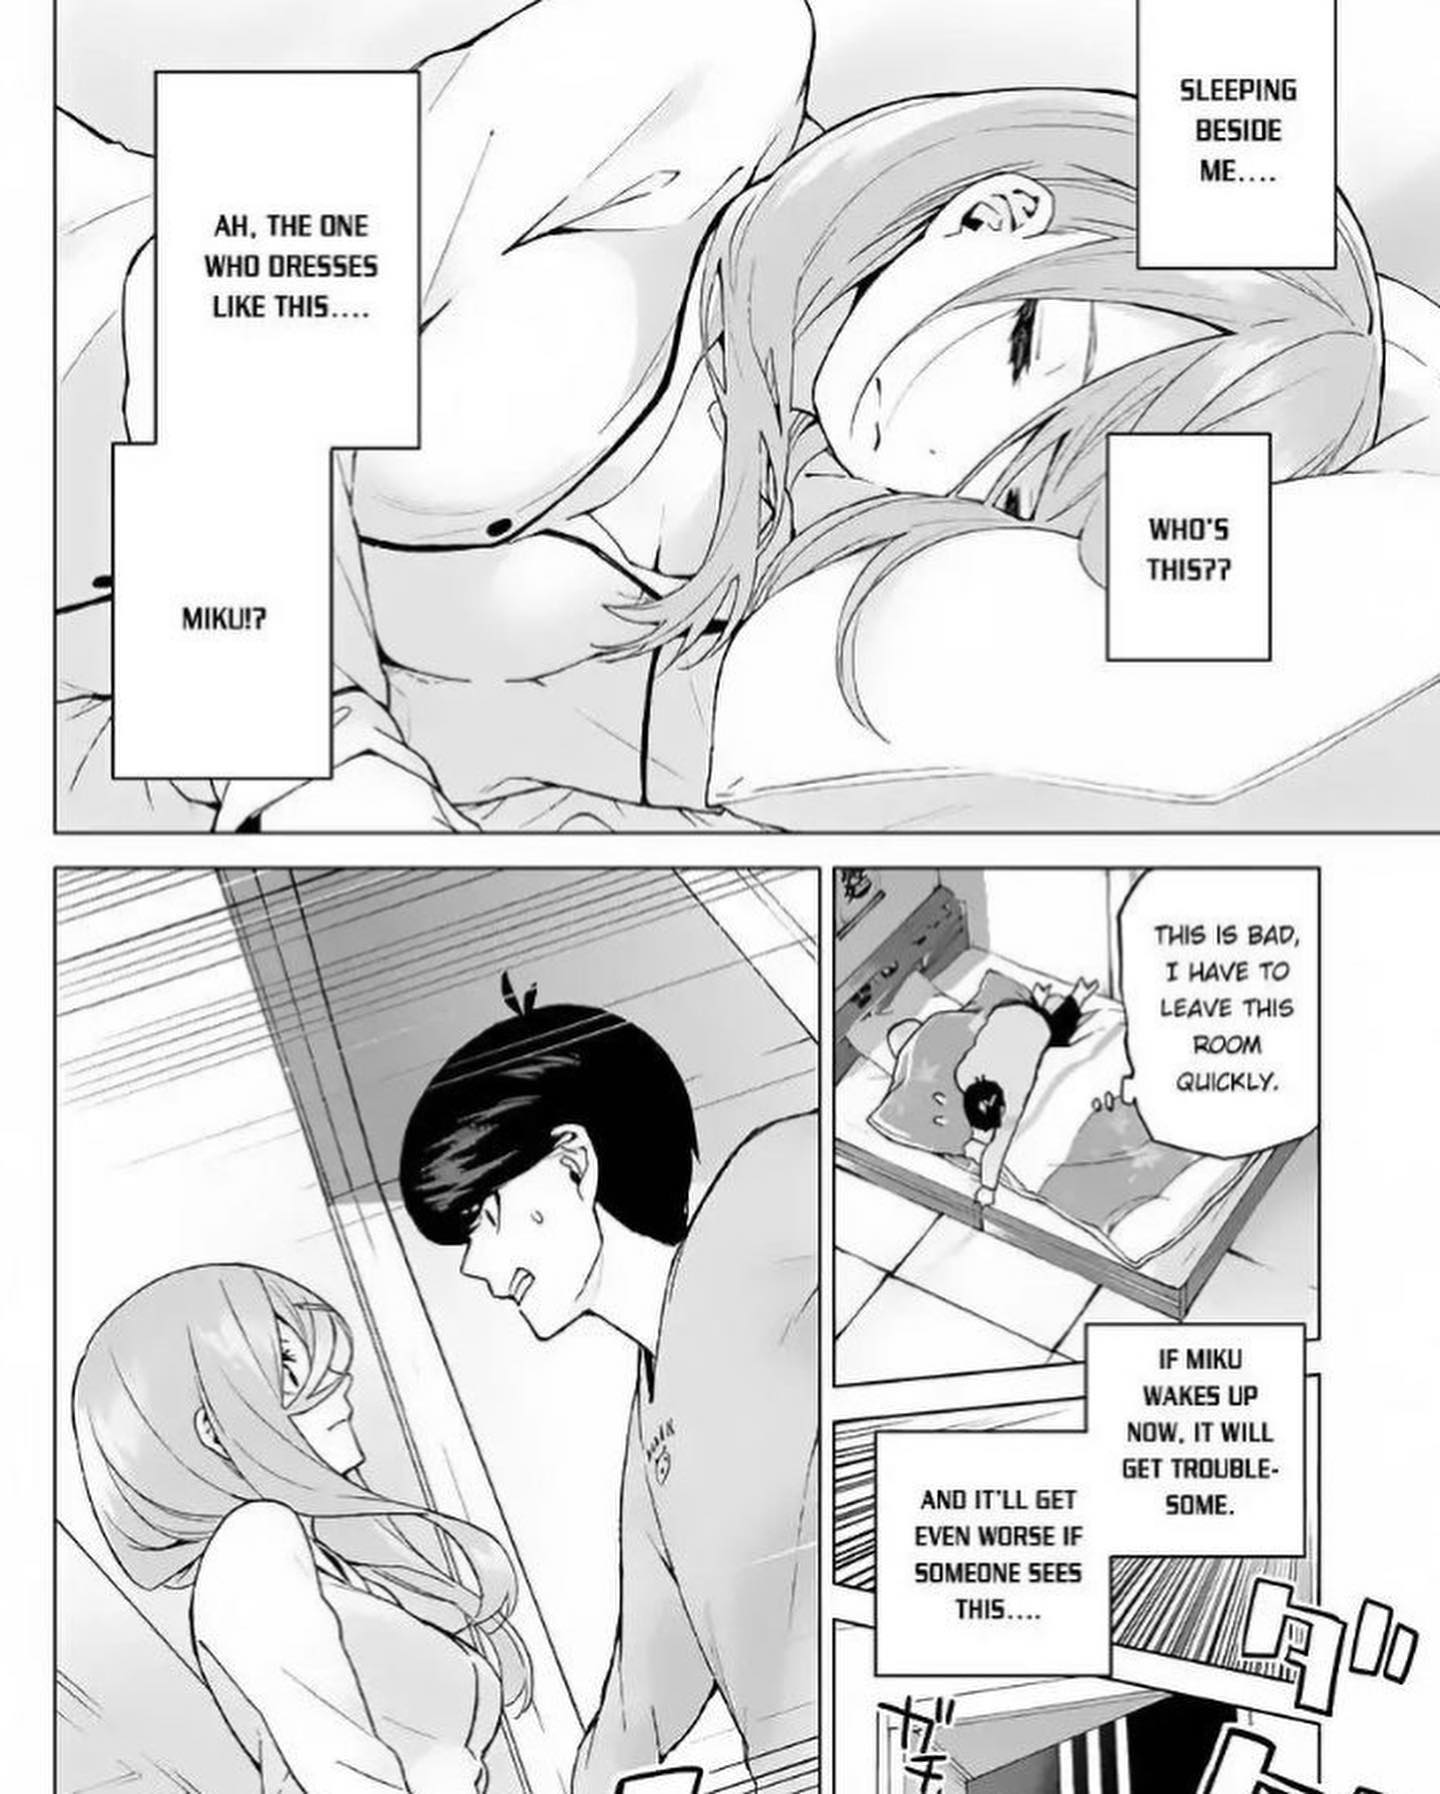 SLEEPING
BESIDE
ME....
WHO'S
THIS??
AH, THE ONE
WHO DRESSES
LIKE THIS....
MIKU!?
THIS IS BAD,
I HAVE TO
LEAVE THIS
ROOM
QUICKLY.
IF MIKU
WAKES UP
NOW, IT WILL
GET TROUBLE-
SOME.
AND IT'LL GET
EVEN WORSE IF
SOMEONE SEES
THIS....
ガチ